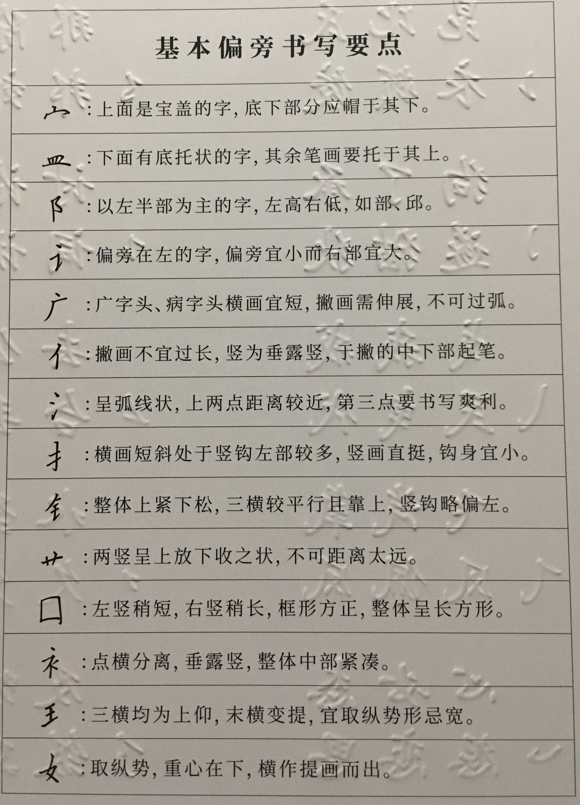 基本偏旁书写要点
宀:上面是宝盖的字,底下部分应帽于其下。
皿:下面有底托状的字,其余笔画要托于其上。
阝:以左半部为主的字,左高右低,如部、邱。
讠:偏旁在左的字,偏旁宜小而右部宜大。
广:广字头、病字头横画宜短,撇画需伸展,不可过弧。
亻:撇画不宜过长,竖为垂露竖,于撇的中下部起笔。
氵:呈弧线状,上两点距离较近,第三点要书写爽利。
扌:横画短斜处于竖钩左部较多,竖画直挺,钩身宜小。
钅:整体上紧下松,三横较平行且靠上,竖钩略偏左。
艹:两竖呈上放下收之状,不可距离太远。
囗:左竖稍短,右竖稍长,框形方正,整体呈长方形。
衤:点横分离,垂露竖,整体中部紧凑。
王:三横均为上仰,末横变提,宜取纵势形忌宽。
女:取纵势,重心在下,横作提画而出。